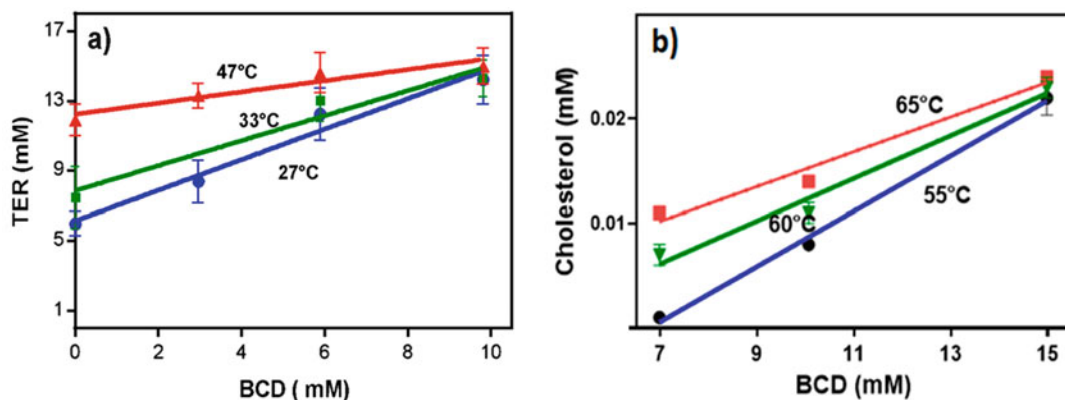 a)
17
13
9
5
1
TER (mM)
47°C
33°C
27°C
0
2
4
6
8
10
BCD ( mM)
b)
0.02
0.01
Cholesterol (mM)
65°C
60°C
55°C
7
9
11
13
15
BCD (mM)